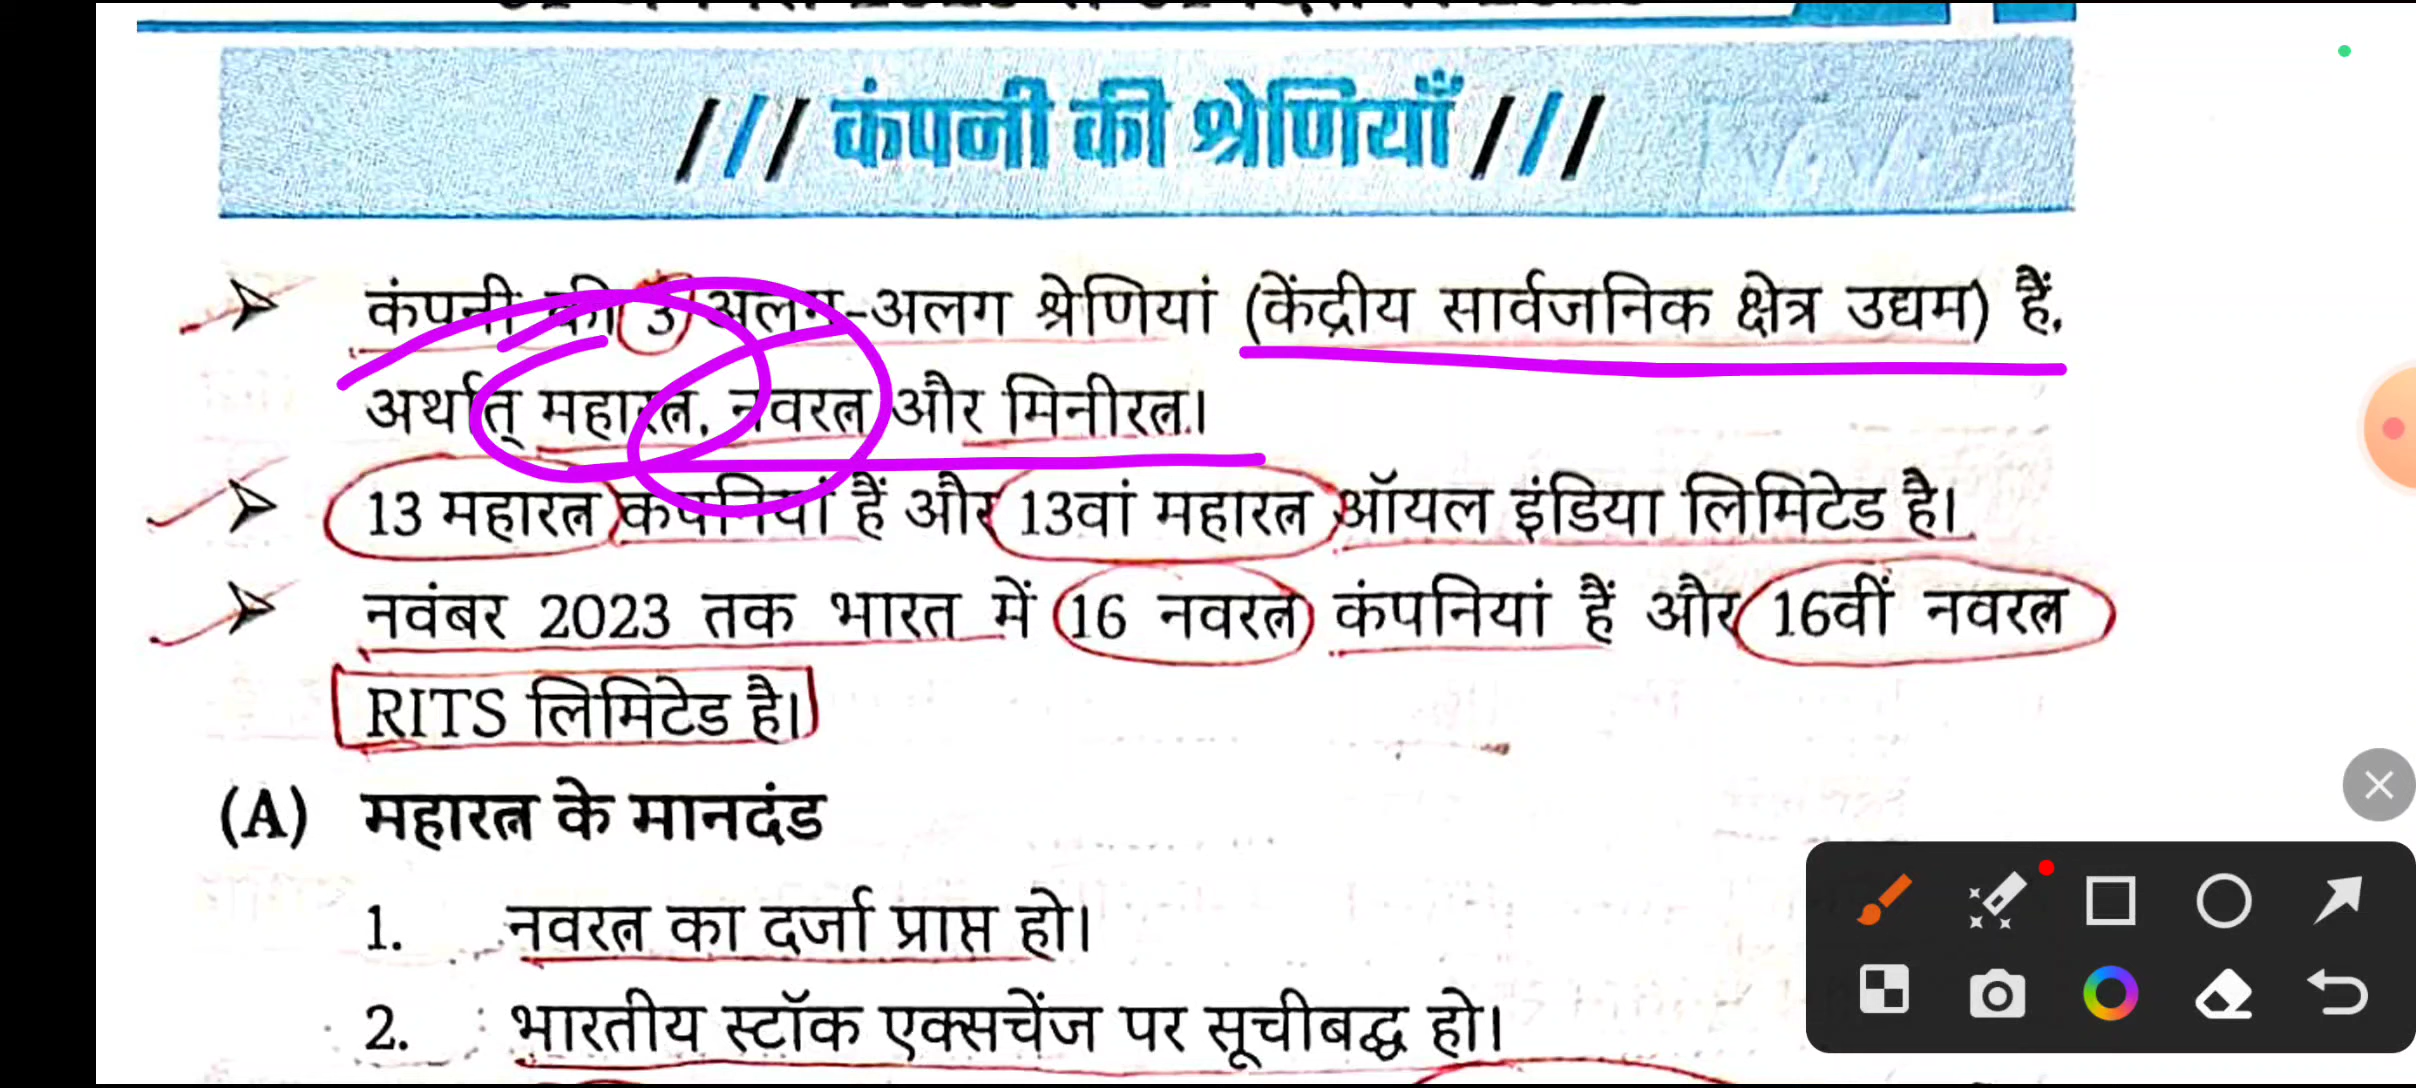 /// कंपनी की श्रेणियाँ ///
कंपनी की 3 अलग-अलग श्रेणियां (केंद्रीय सार्वजनिक क्षेत्र उद्यम) हैं,
अर्थात् महारत्न, नवरत्न और मिनीरत्न।
13 महारत्न कंपनियां हैं और 13वां महारत्न ऑयल इंडिया लिमिटेड है।
नवंबर 2023 तक भारत में 16 नवरत्न कंपनियां हैं और 16वीं नवरत्न
RITS लिमिटेड है।
(A) महारत्न के मानदंड
1. नवरत्न का दर्जा प्राप्त हो।
2. भारतीय स्टॉक एक्सचेंज पर सूचीबद्ध हो।